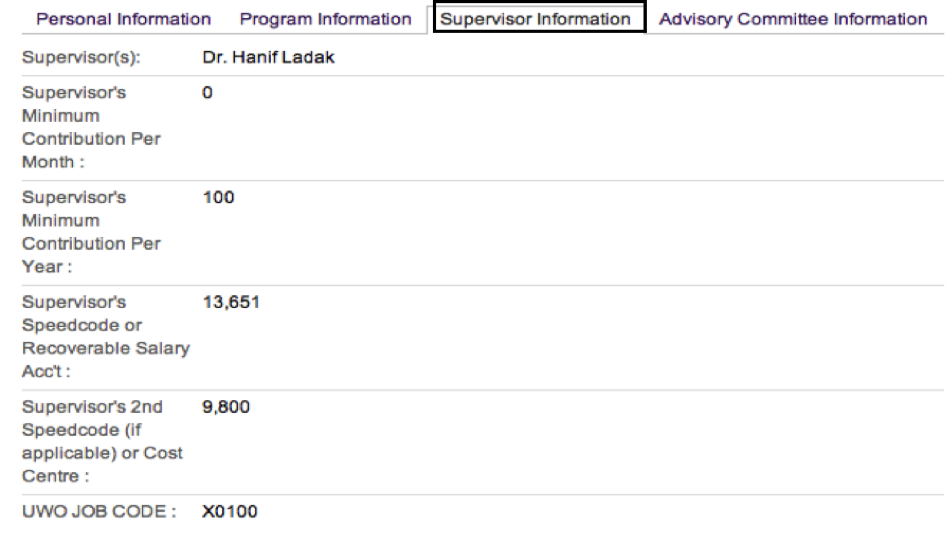 Personal Information Program Information Supervisor Information Advisory Committee Information
Supervisor(s): Dr. Hanif Ladak
Supervisor's 0
Minimum
Contribution Per
Month :
Supervisor's 100
Minimum
Contribution Per
Year :
Supervisor's 13,651
Speedcode or
Recoverable Salary
Acc't :
Supervisor's 2nd 9,800
Speedcode (if
applicable) or Cost
Centre :
UWO JOB CODE : X0100